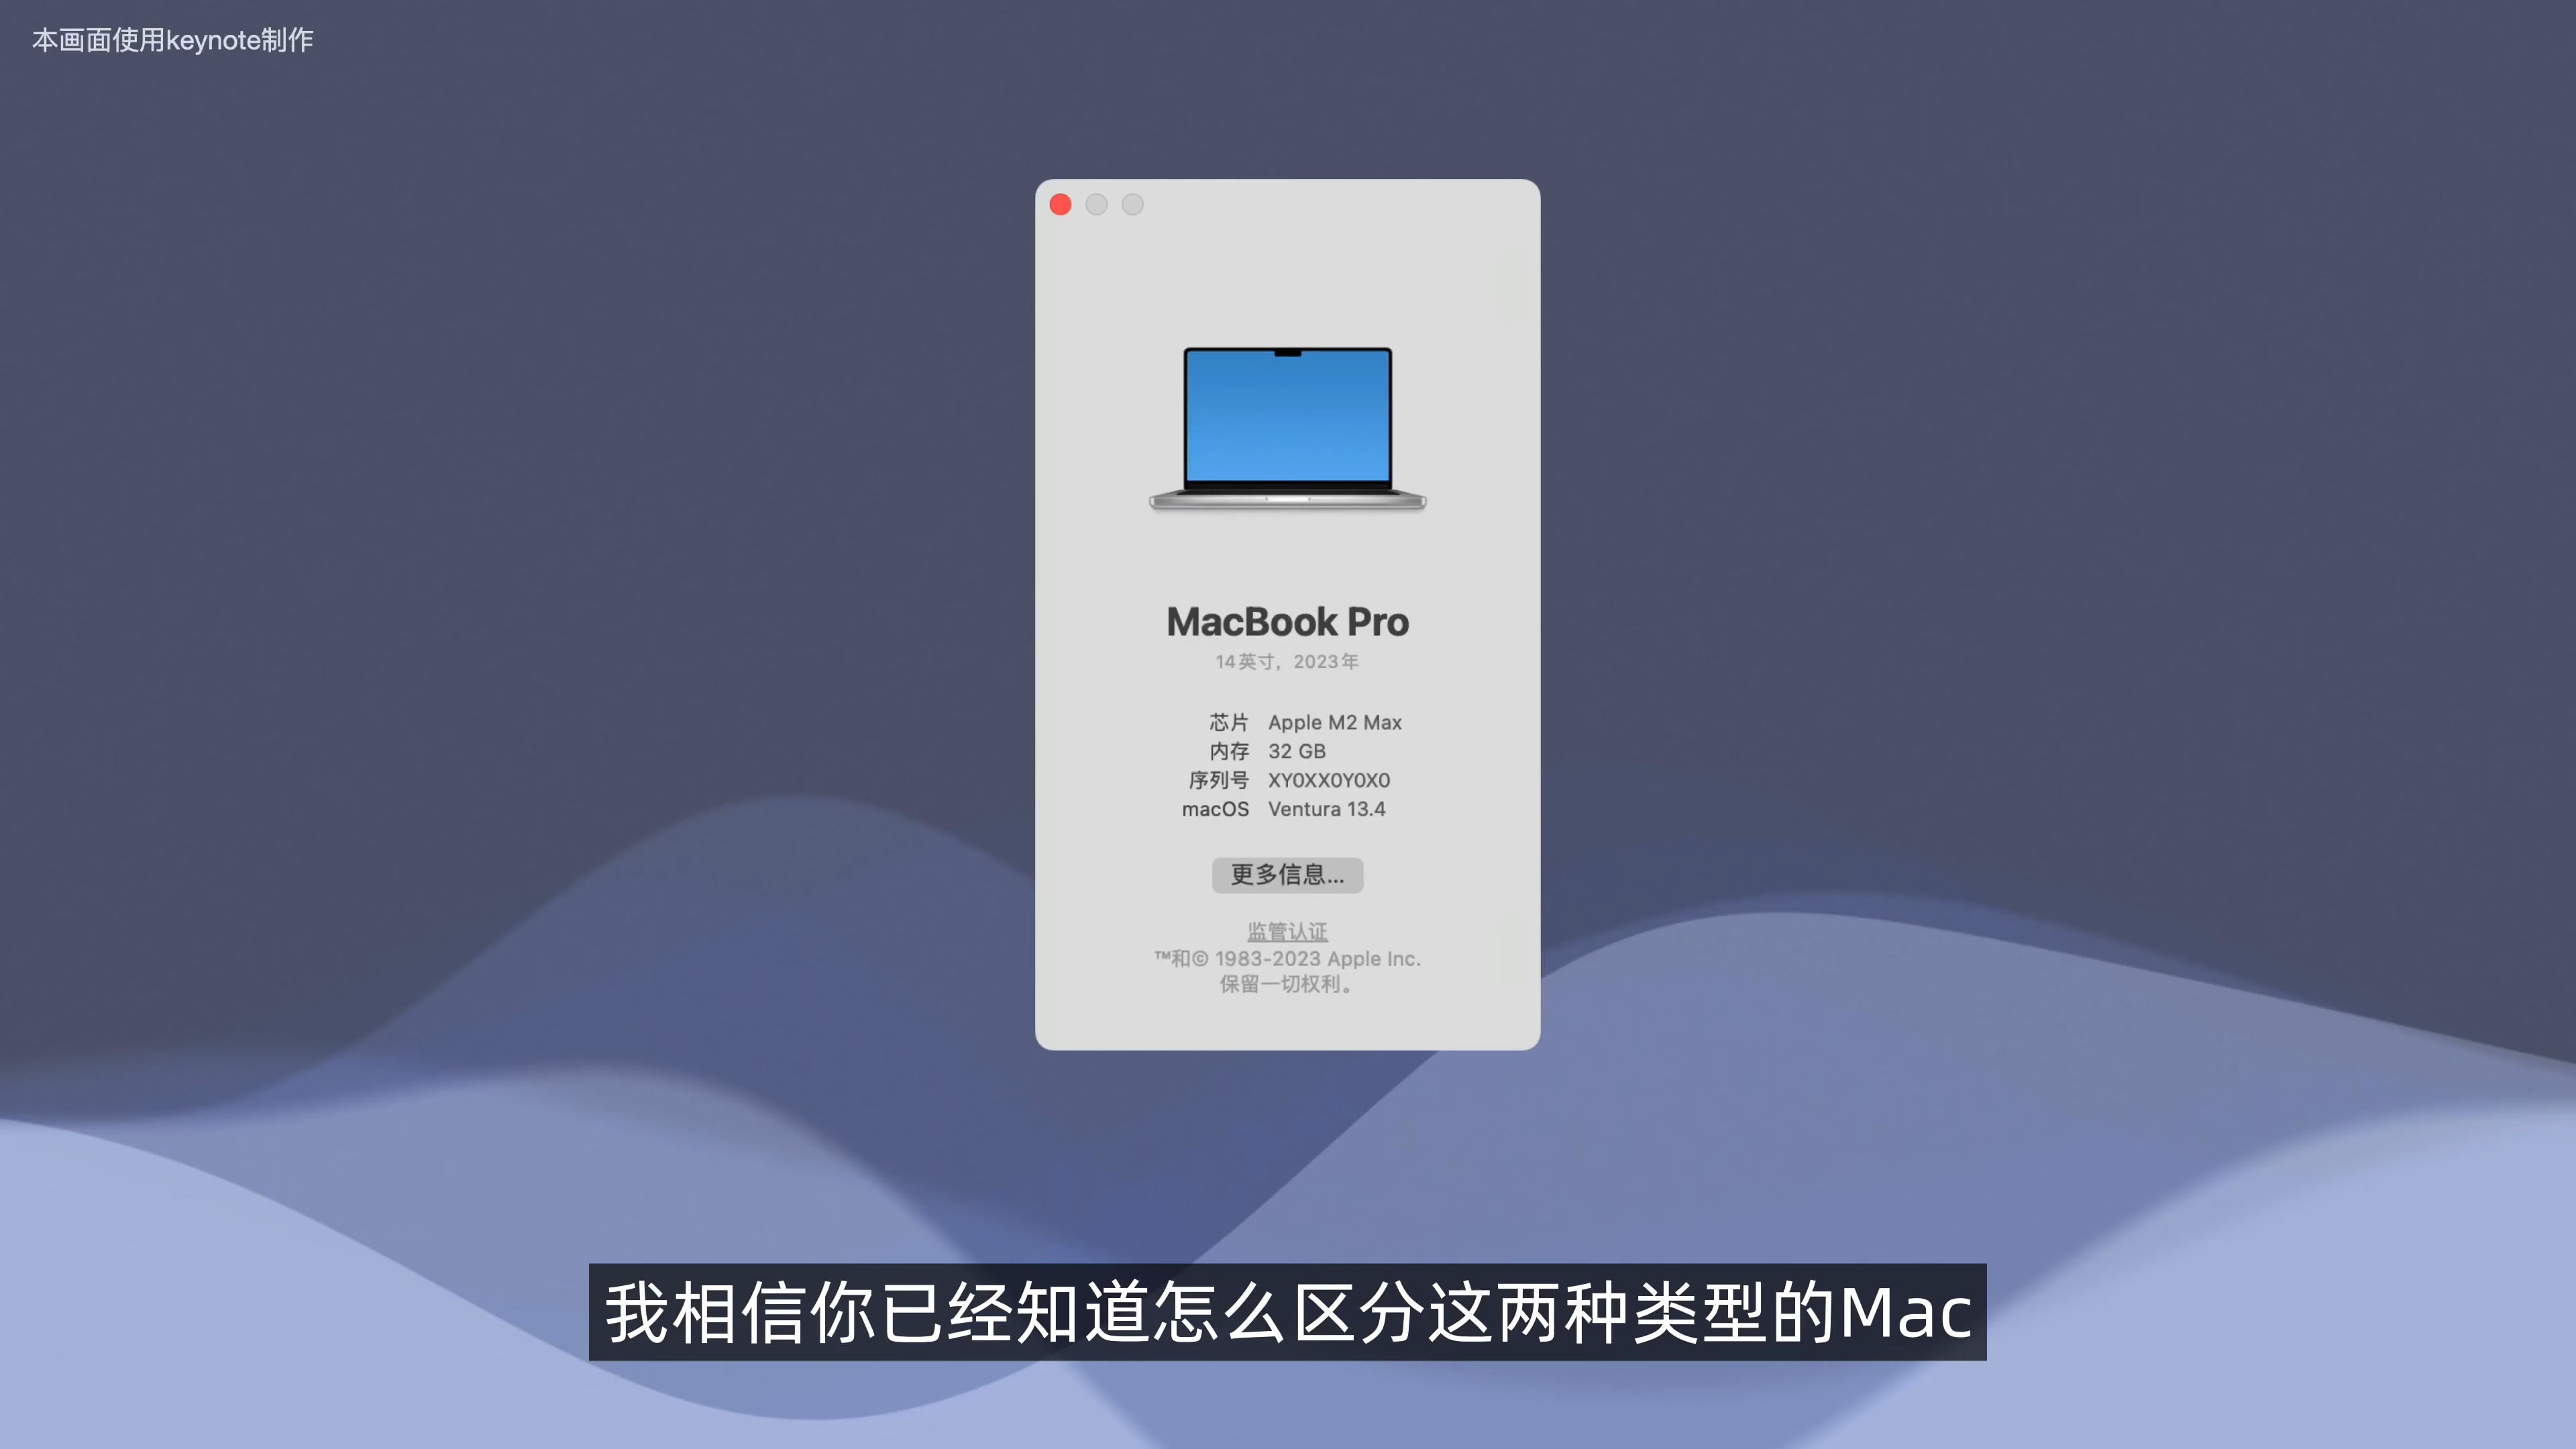 本画面使用keynote制作
MacBook Pro
14英寸，2023年
芯片 Apple M2 Max
内存 32 GB
序列号 XY0XX0Y0X0
macOS Ventura 13.4
更多信息...
监管认证
™和© 1983-2023 Apple Inc.
保留一切权利。
我相信你已经知道怎么区分这两种类型的Mac